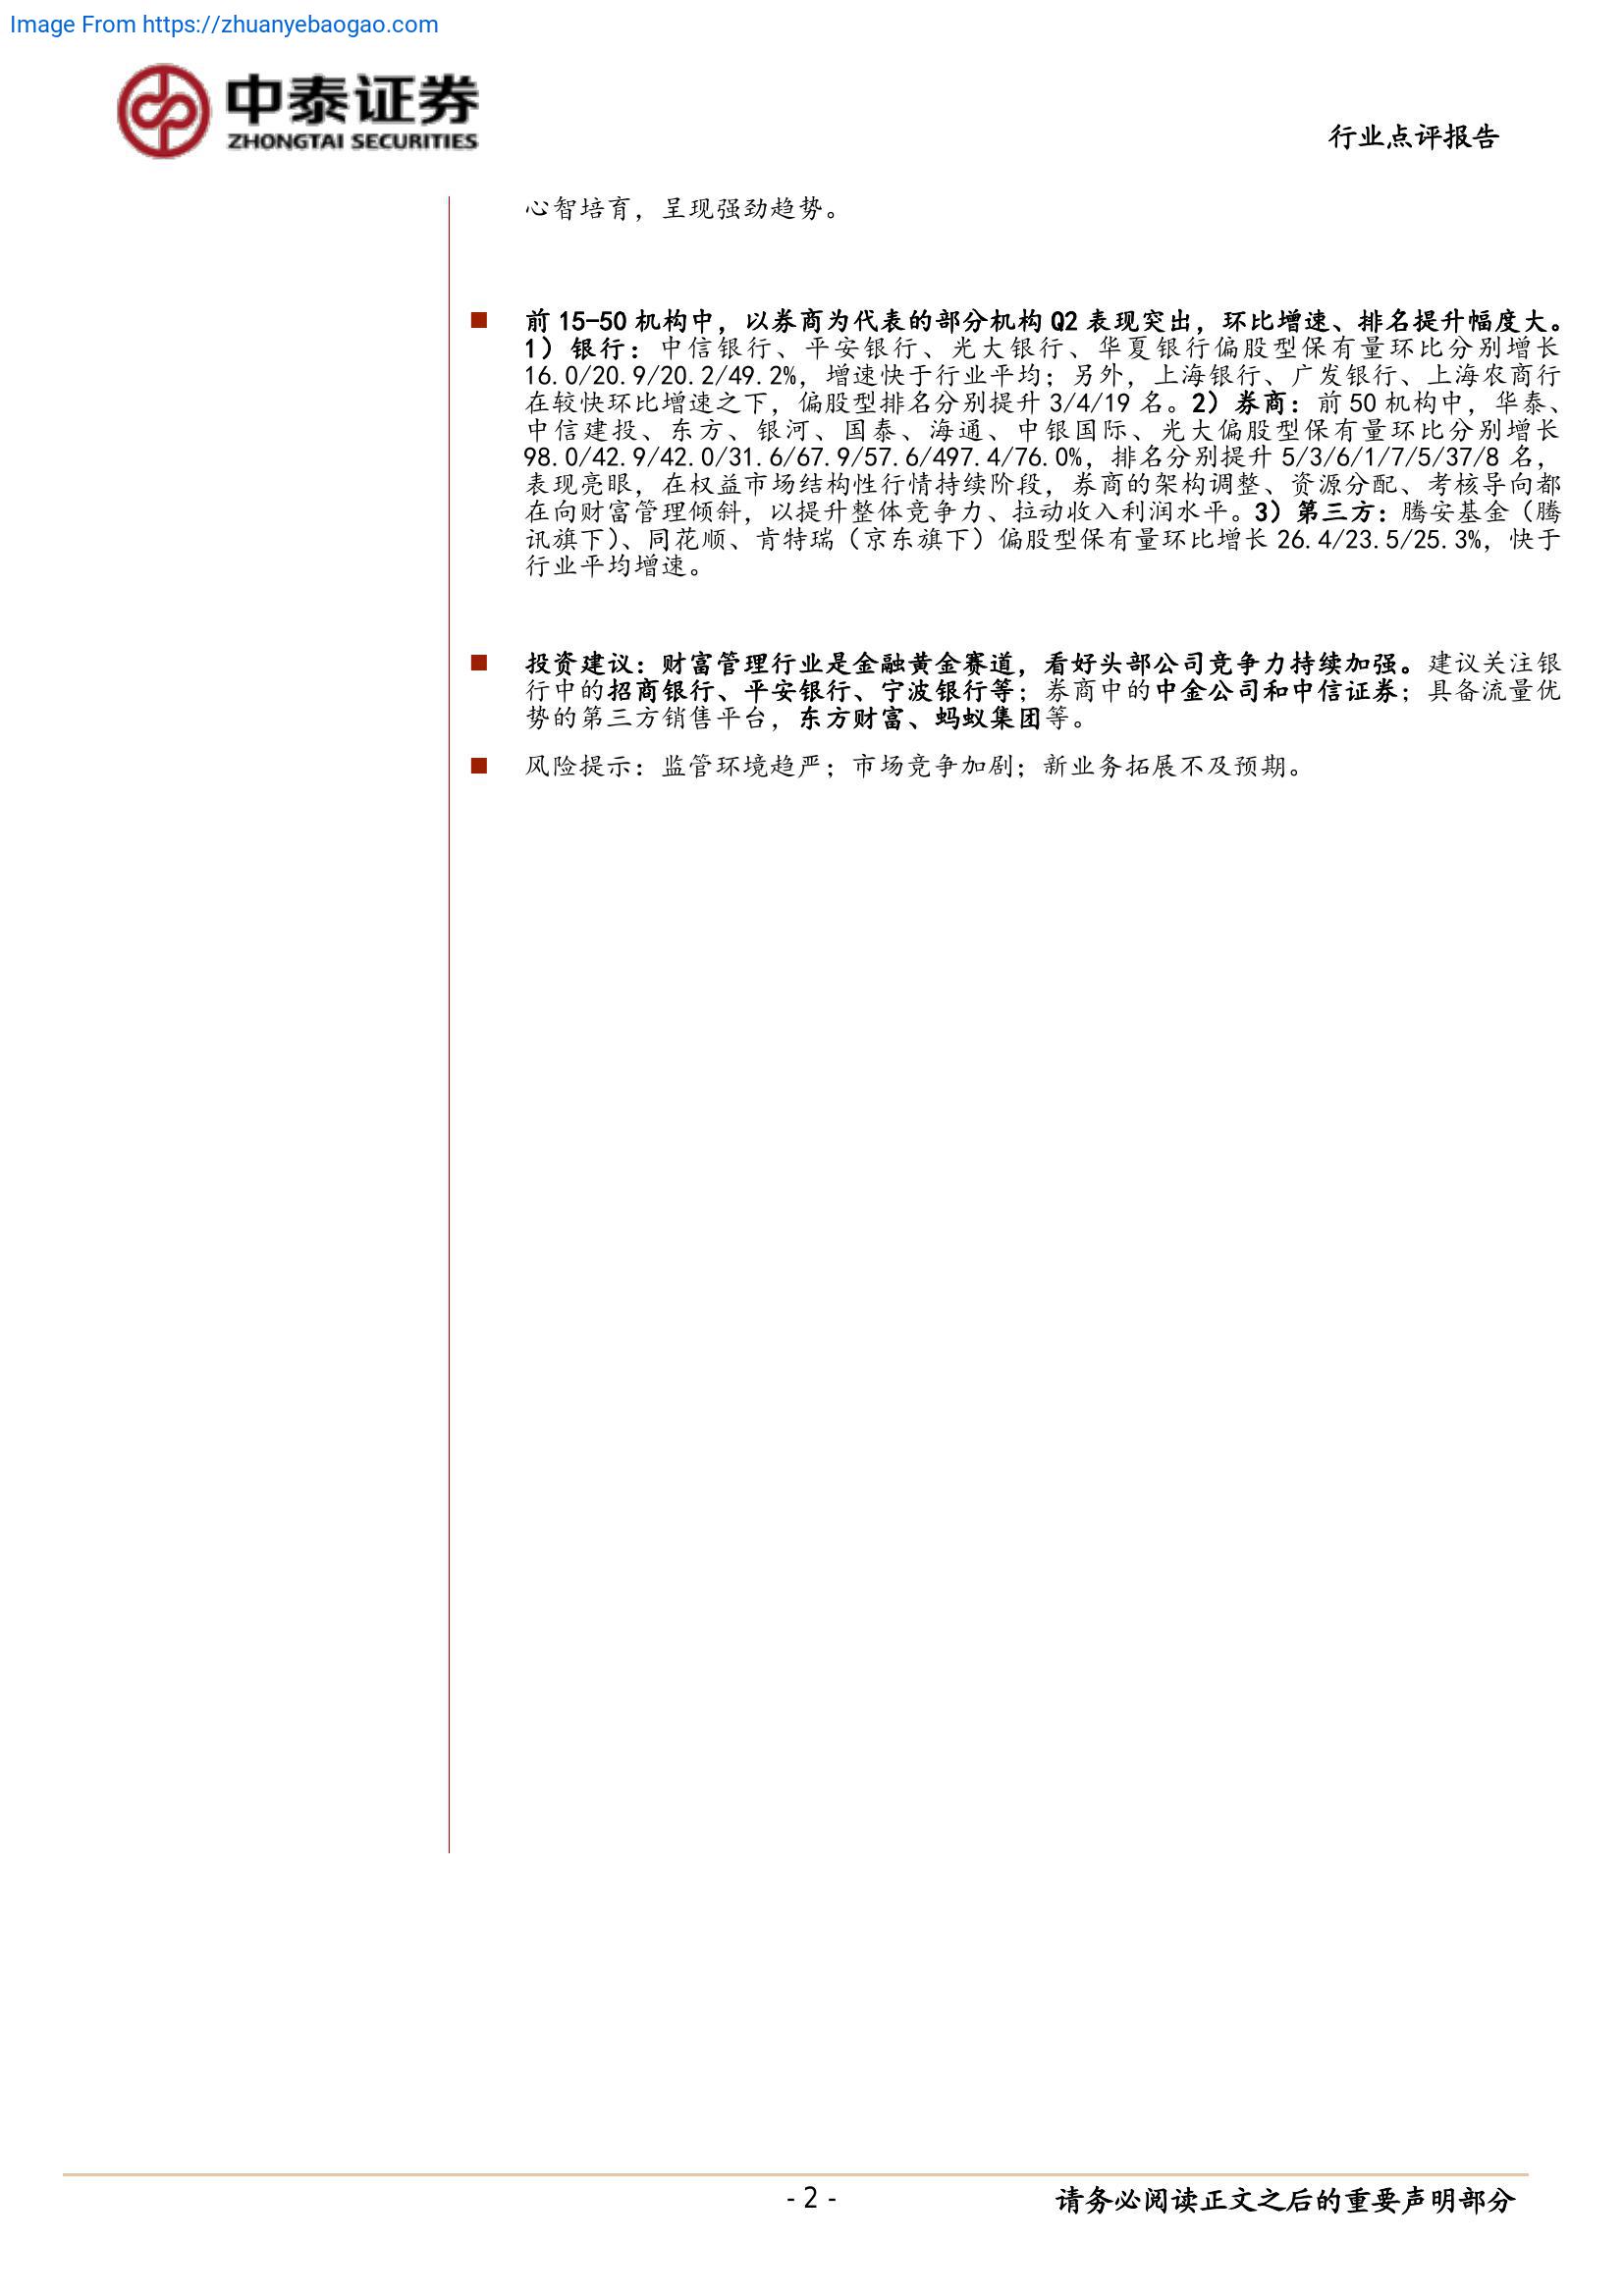 Image From https://zhuanyebaogao.com
中泰证券
ZHONGTAI SECURITIES
行业点评报告
心智培育，呈现强劲趋势。
■ 前 15-50 机构中，以券商为代表的部分机构 Q2 表现突出，环比增速、排名提升幅度大。
1）银行：中信银行、平安银行、光大银行、华夏银行偏股型保有量环比分别增长
16.0/20.9/20.2/49.2%，增速快于行业平均；另外，上海银行、广发银行、上海农商行
在较快环比增速之下，偏股型排名分别提升 3/4/19 名。2）券商：前 50 机构中，华泰、
中信建投、东方、银河、国泰、海通、中银国际、光大偏股型保有量环比分别增长
98.0/42.9/42.0/31.6/67.9/57.6/497.4/76.0%，排名分别提升 5/3/6/1/7/5/37/8 名，
表现亮眼，在权益市场结构性行情持续阶段，券商的架构调整、资源分配、考核导向都
在向财富管理倾斜，以提升整体竞争力、拉动收入利润水平。3）第三方：腾安基金（腾
讯旗下）、同花顺、肯特瑞（京东旗下）偏股型保有量环比增长 26.4/23.5/25.3%，快于
行业平均增速。
■ 投资建议：财富管理行业是金融黄金赛道，看好头部公司竞争力持续加强。建议关注银
行中的招商银行、平安银行、宁波银行等；券商中的中金公司和中信证券；具备流量优
势的第三方销售平台，东方财富、蚂蚁集团等。
■ 风险提示：监管环境趋严；市场竞争加剧；新业务拓展不及预期。
- 2 -
请务必阅读正文之后的重要声明部分